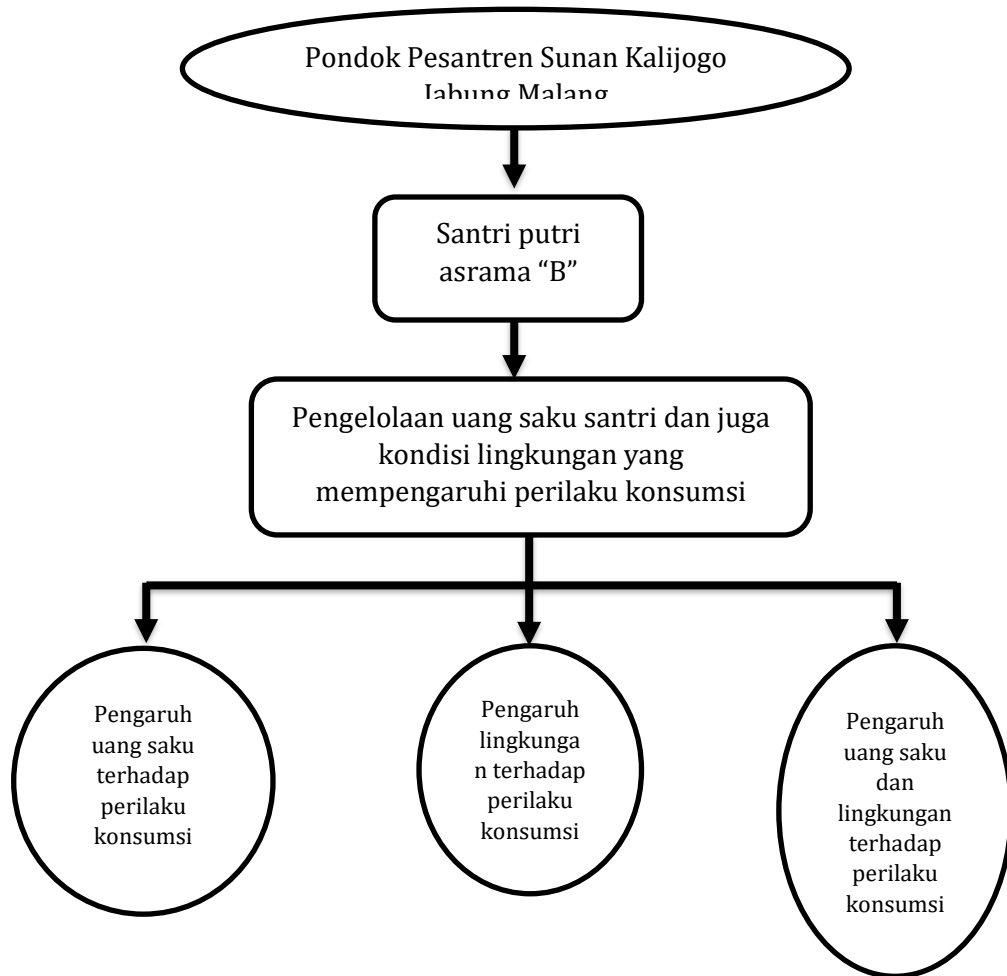 Pondok Pesantren Sunan Kalijogo
Jabung Malang
Santri putri
asrama “B”
Pengelolaan uang saku santri dan juga
kondisi lingkungan yang
mempengaruhi perilaku konsumsi
Pengaruh
uang saku
terhadap
perilaku
konsumsi
Pengaruh
lingkunga
n terhadap
perilaku
konsumsi
Pengaruh
uang saku
dan
lingkungan
terhadap
perilaku
konsumsi